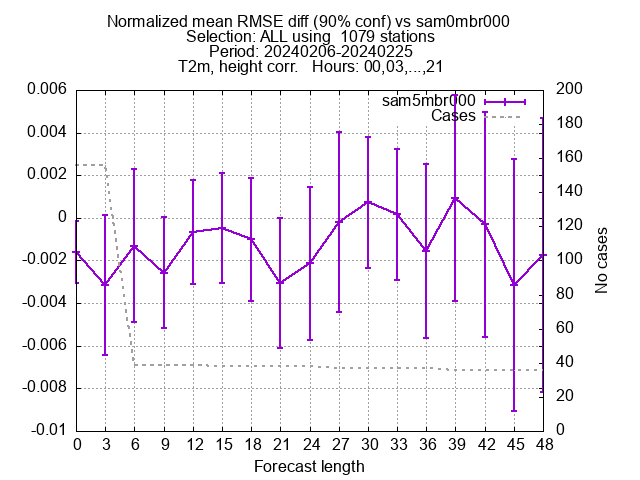 Normalized mean RMSE diff (90% conf) vs sam0mbr000
Selection: ALL using  1079 stations
Period: 20240206-20240225
T2m, height corr.   Hours: 00,03,...,21
sam5mbr000
Cases
0.006
0.004
0.002
0
-0.002
-0.004
-0.006
-0.008
-0.01
200
180
160
140
120
100
80
60
40
20
0
No cases
0 3 6 9 12 15 18 21 24 27 30 33 36 39 42 45 48
Forecast length